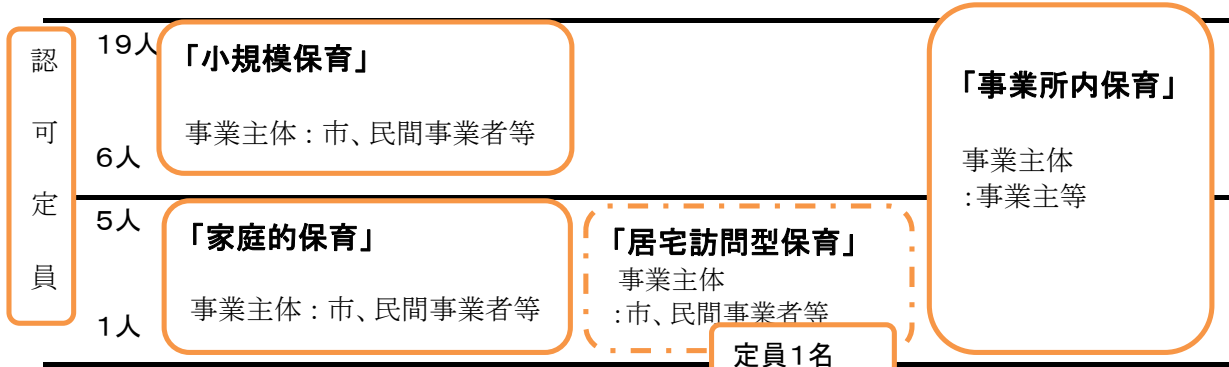 認可定員
19人
6人
5人
1人
「小規模保育」
事業主体：市、民間事業者等
「家庭的保育」
事業主体：市、民間事業者等
「居宅訪問型保育」
事業主体
:市、民間事業者等
定員1名
「事業所内保育」
事業主体
:事業主等